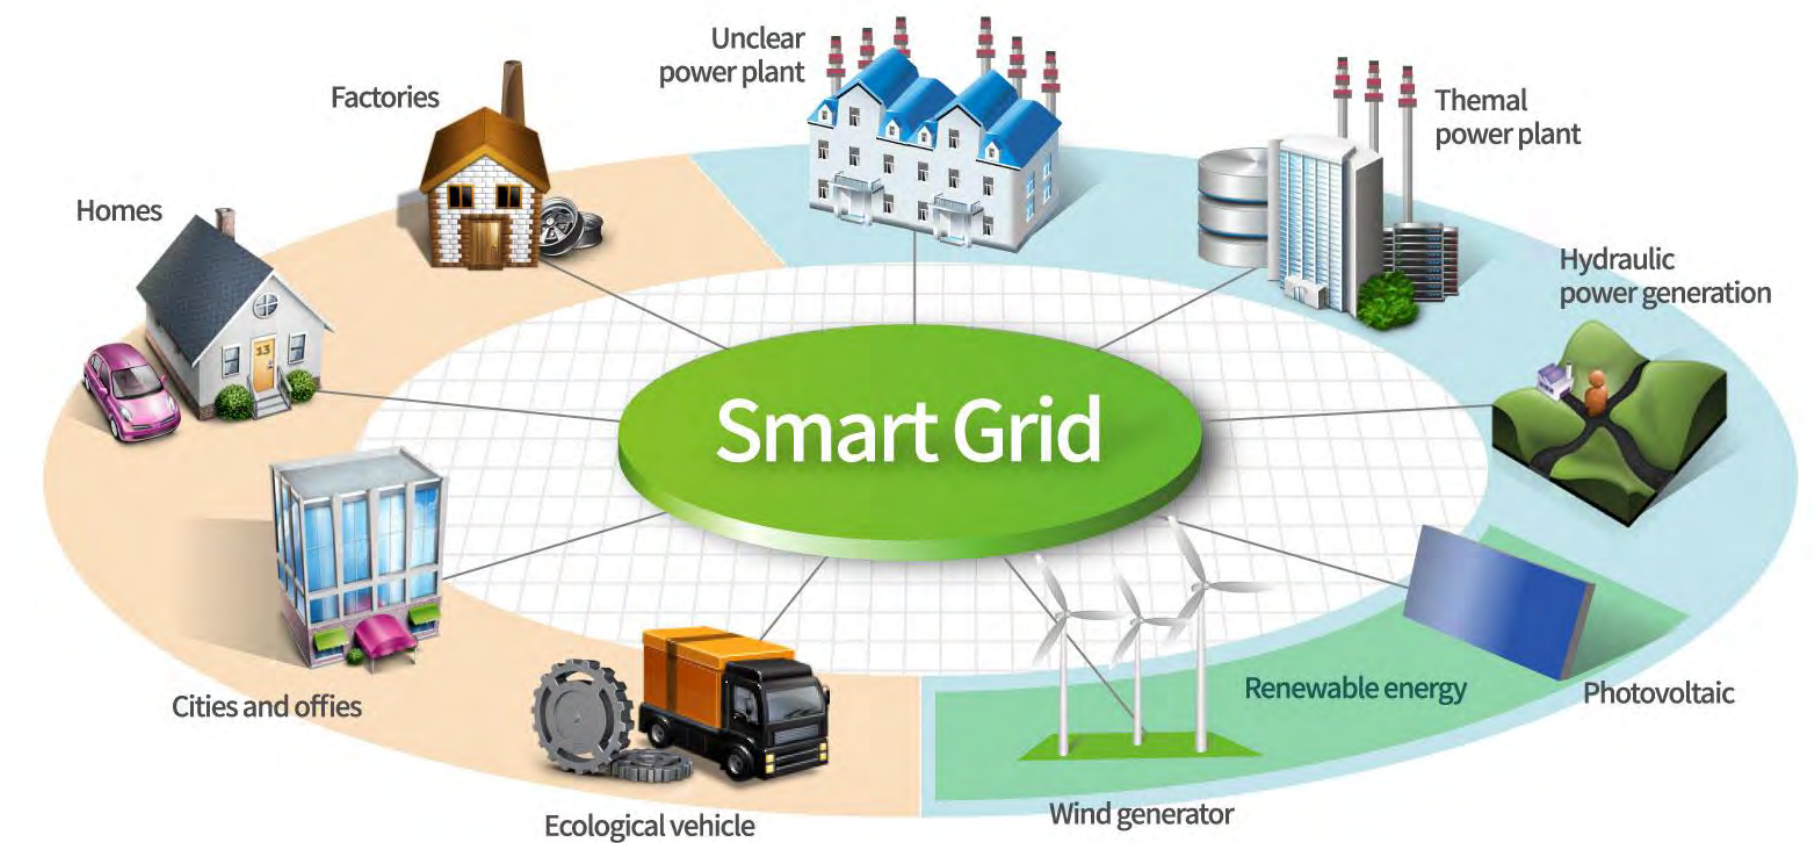 Unclear
power plant
Factories
Themal
power plant
Homes
Hydraulic
power generation
13
Smart Grid
Renewable energy
Photovoltaic
Cities and offies
Wind generator
Ecological vehicle